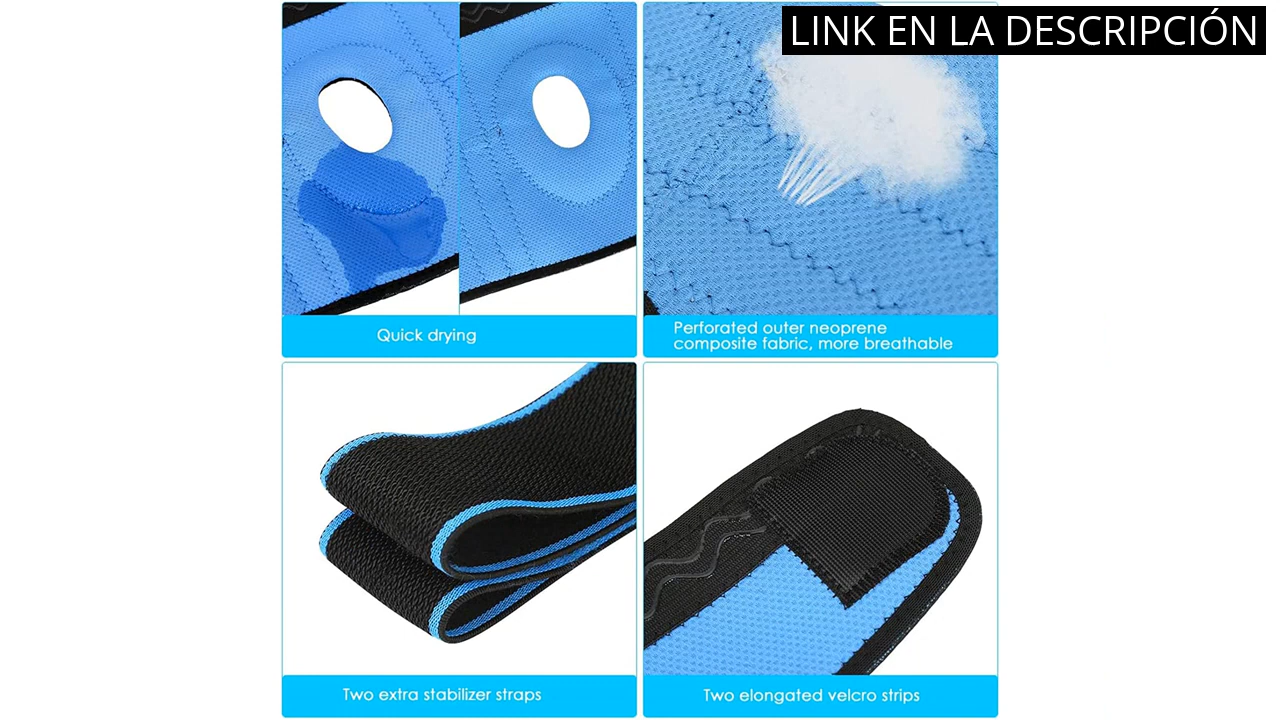 LINK EN LA DESCRIPCIÓN
Quick drying
Perforated outer neoprene
composite fabric, more breathable
Two extra stabilizer straps
Two elongated velcro strips